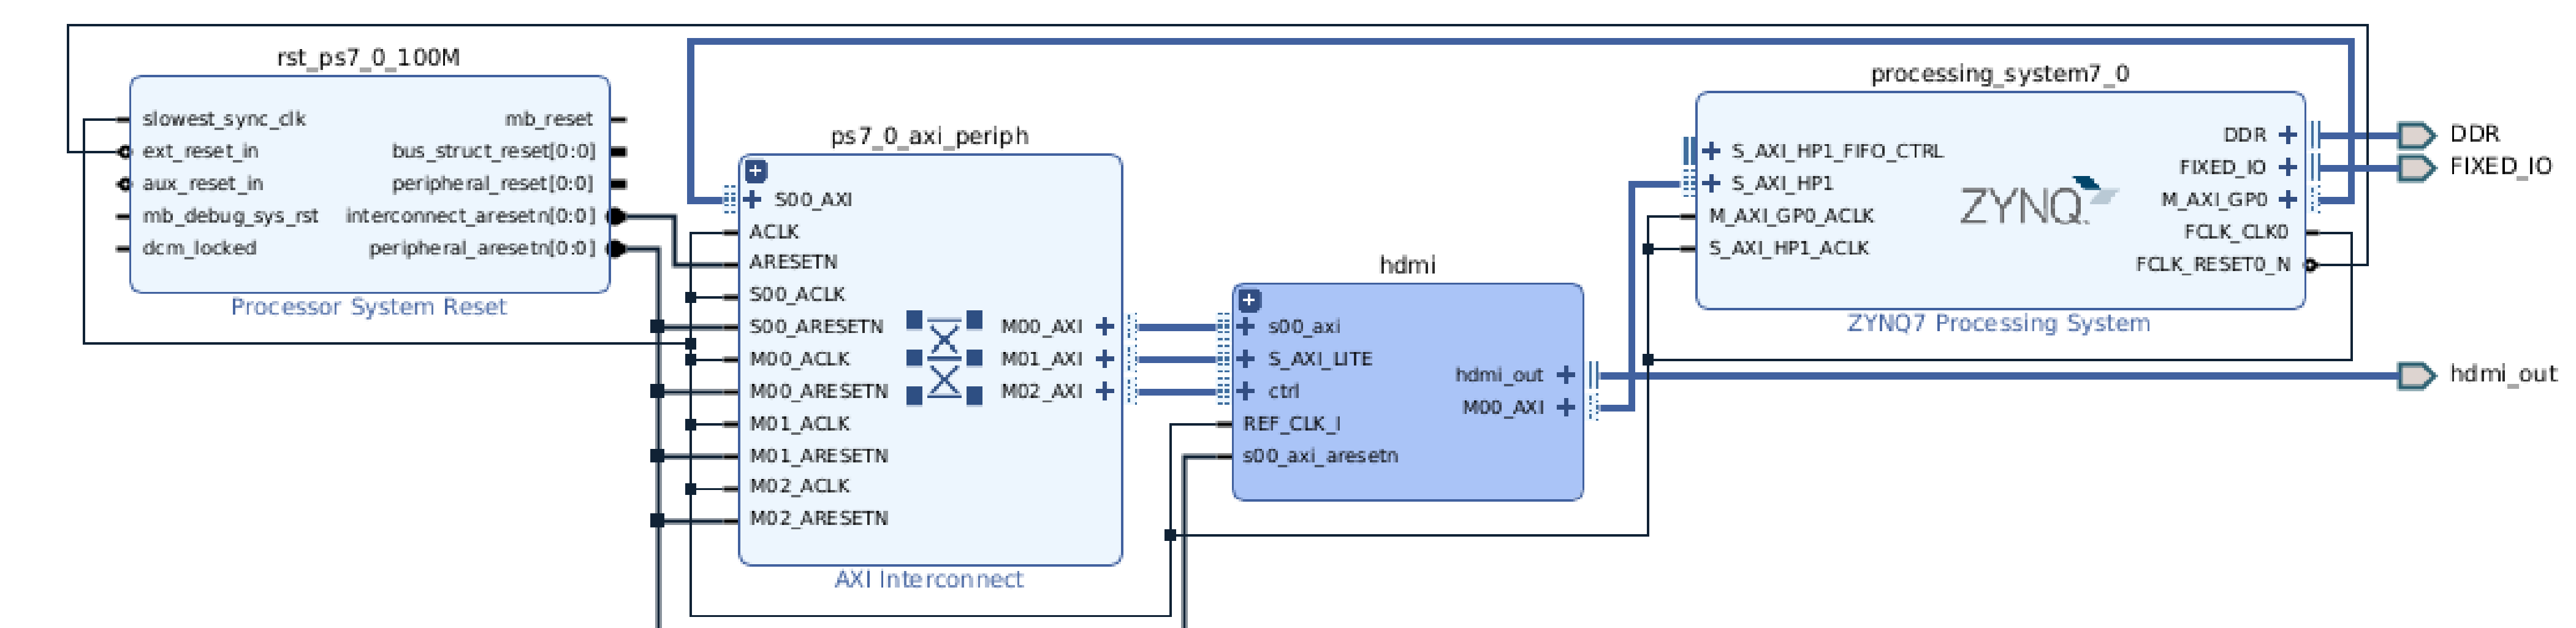 rst_ps7_0_100M
slowest_sync_clk
ext_reset_in
aux_reset_in
mb_debug_sys_rst
dcm_locked
mb_reset
bus_struct_reset[0:0]
peripheral_reset[0:0]
interconnect_aresetn[0:0]
peripheral_aresetn[0:0]
Processor System Reset
ps7_0_axi_periph
S00_AXI
ACLK
ARESETN
S00_ACLK
S00_ARESETN
M00_ACLK
M00_ARESETN
M01_ACLK
M01_ARESETN
M02_ACLK
M02_ARESETN
M00_AXI
M01_AXI
M02_AXI
AXI Interconnect
hdmi
s00_axi
S_AXI_LITE
ctrl
REF_CLK_I
s00_axi_aresetn
hdmi_out
M00_AXI
processing_system7_0
S_AXI_HP1_FIFO_CTRL
S_AXI_HP1
M_AXI_GP0_ACLK
S_AXI_HP1_ACLK
ZYNQ
DDR
FIXED_IO
M_AXI_GP0
FCLK_CLK0
FCLK_RESET0_N
ZYNQ7 Processing System
DDR
FIXED_IO
hdmi_out